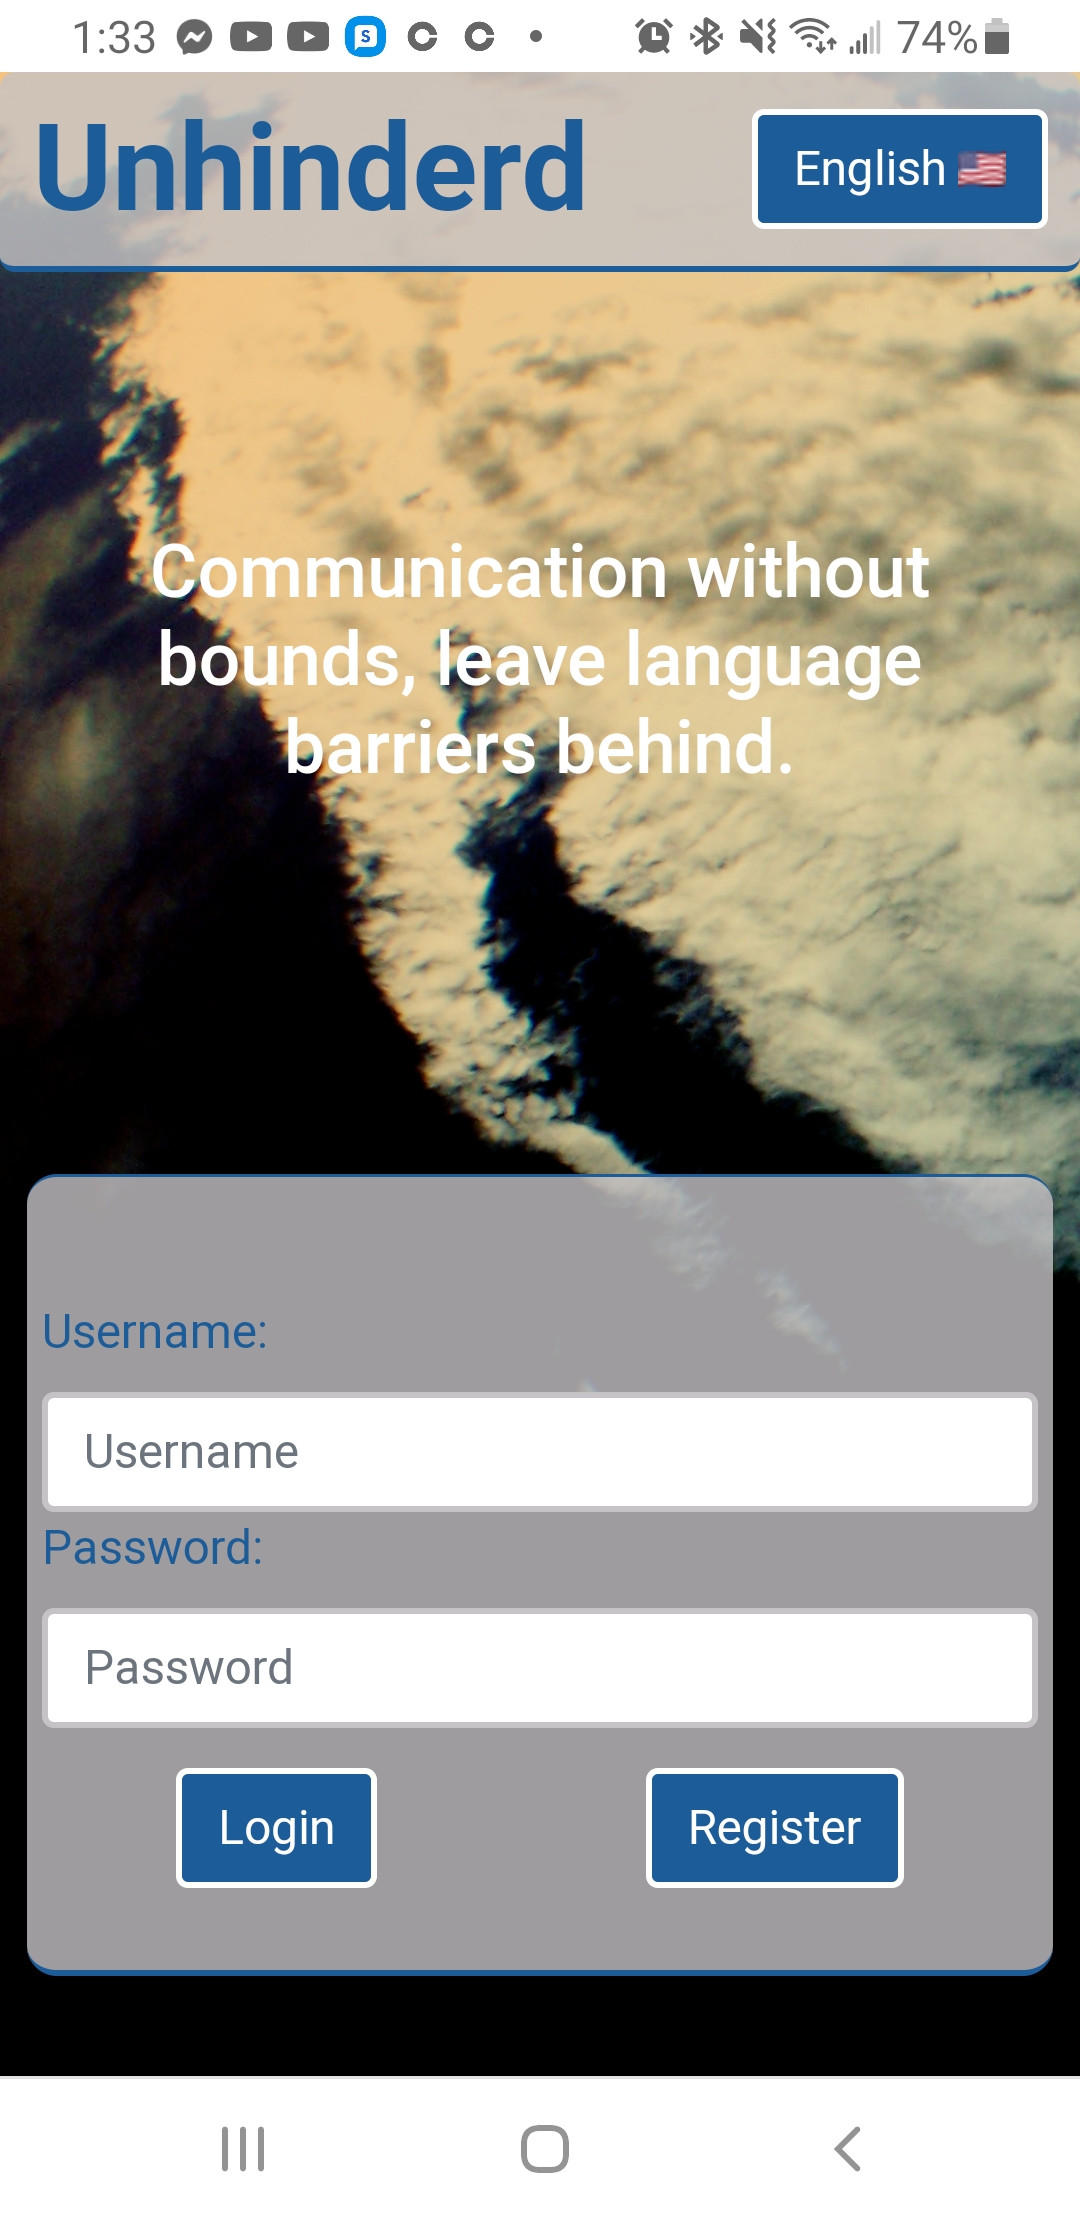 1:33 74%
Unhinderd
English 🇺🇸
Communication without
bounds, leave language
barriers behind.
Username:
Username
Password:
Password
Login Register